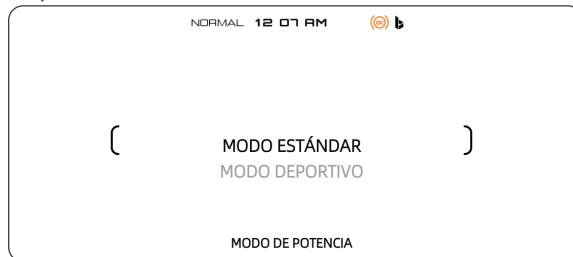 NORMAL 12 07 AM
MODO ESTÁNDAR
MODO DEPORTIVO
MODO DE POTENCIA